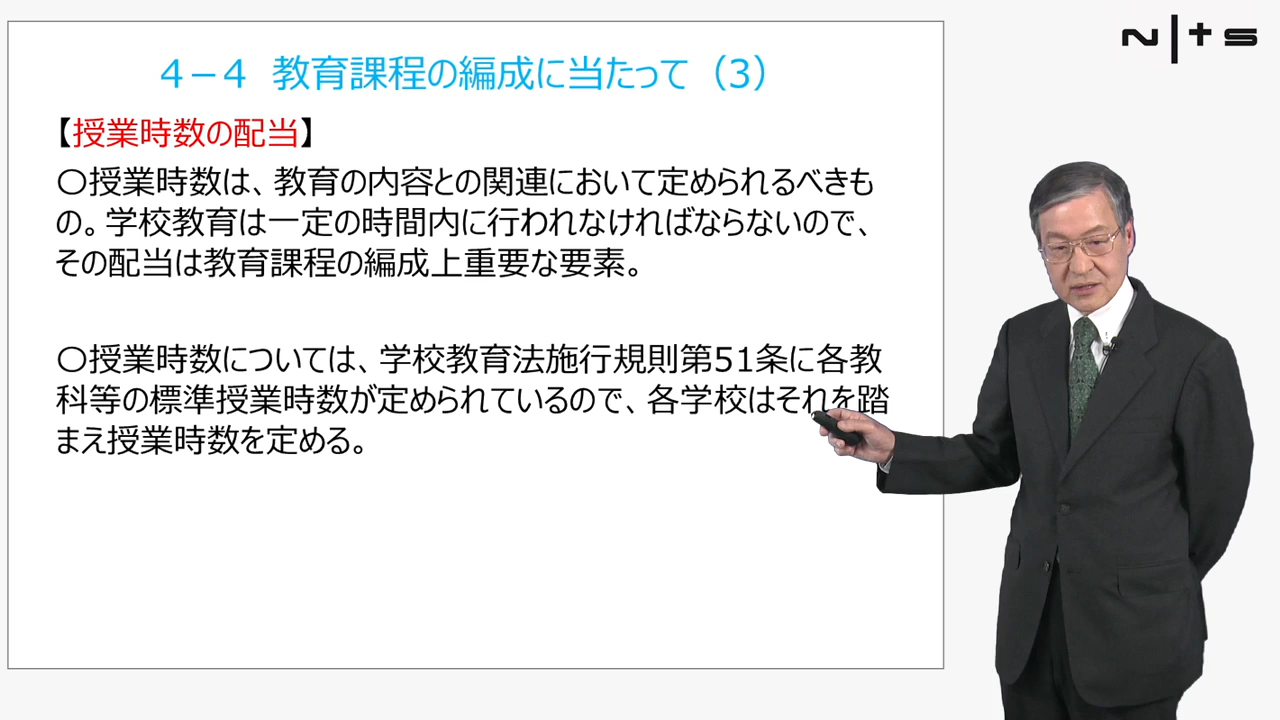 4－4 教育課程の編成に当たって（3）
【授業時数の配当】
〇授業時数は、教育の内容との関連において定められるべきも
の。学校教育は一定の時間内に行われなければならないので、
その配当は教育課程の編成上重要な要素。
〇授業時数については、学校教育法施行規則第51条に各教
科等の標準授業時数が定められているので、各学校はそれを踏
まえ授業時数を定める。
N|+S